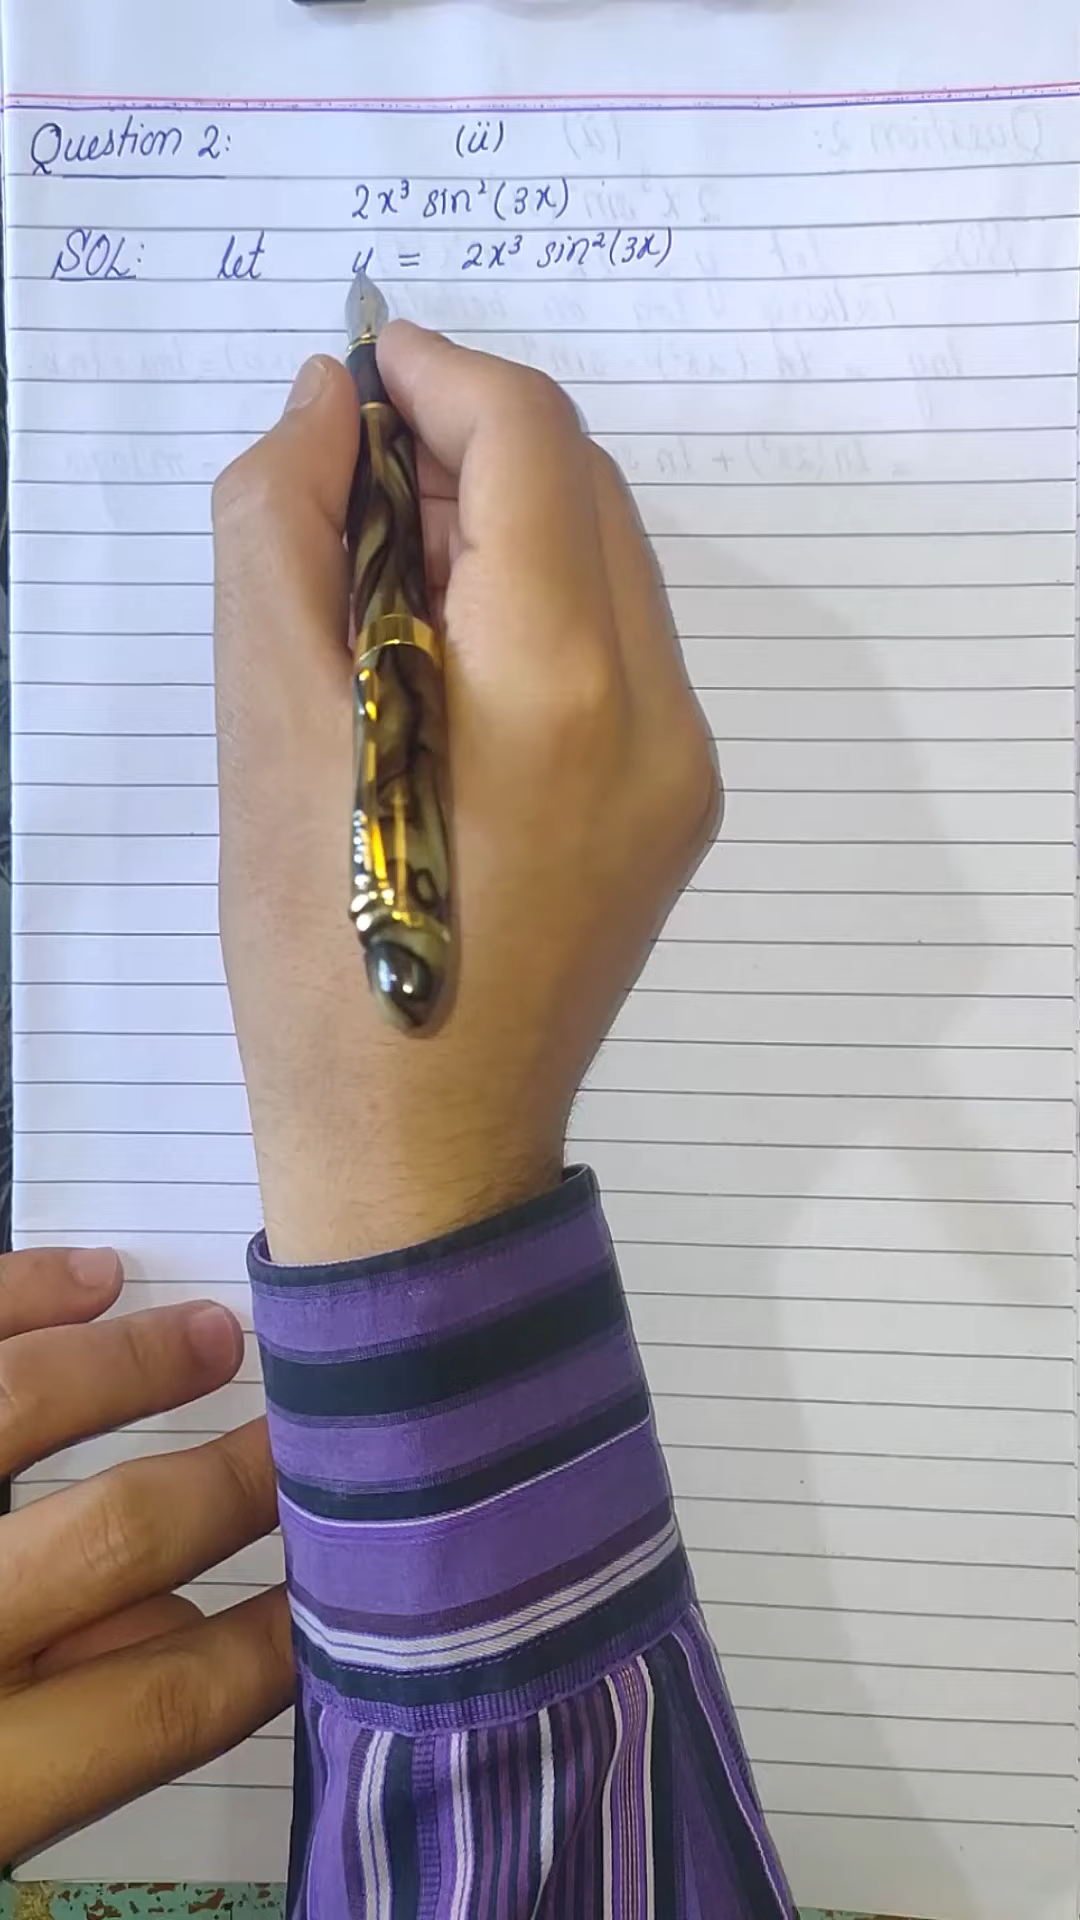 Question 2: (ii)
2x³ sin²(3x)
SOL: let y = 2x³ sin²(3x)